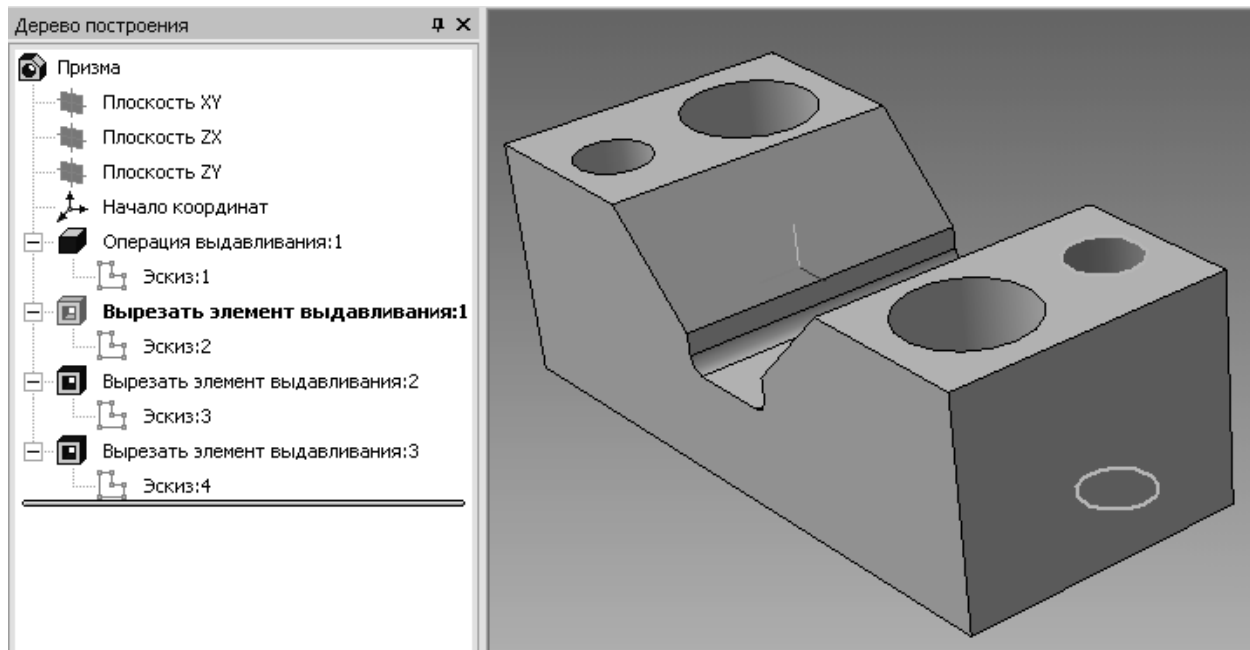 Дерево построения
Призма
Плоскость XY
Плоскость ZX
Плоскость ZY
Начало координат
Операция выдавливания:1
Эскиз:1
Вырезать элемент выдавливания:1
Эскиз:2
Вырезать элемент выдавливания:2
Эскиз:3
Вырезать элемент выдавливания:3
Эскиз:4